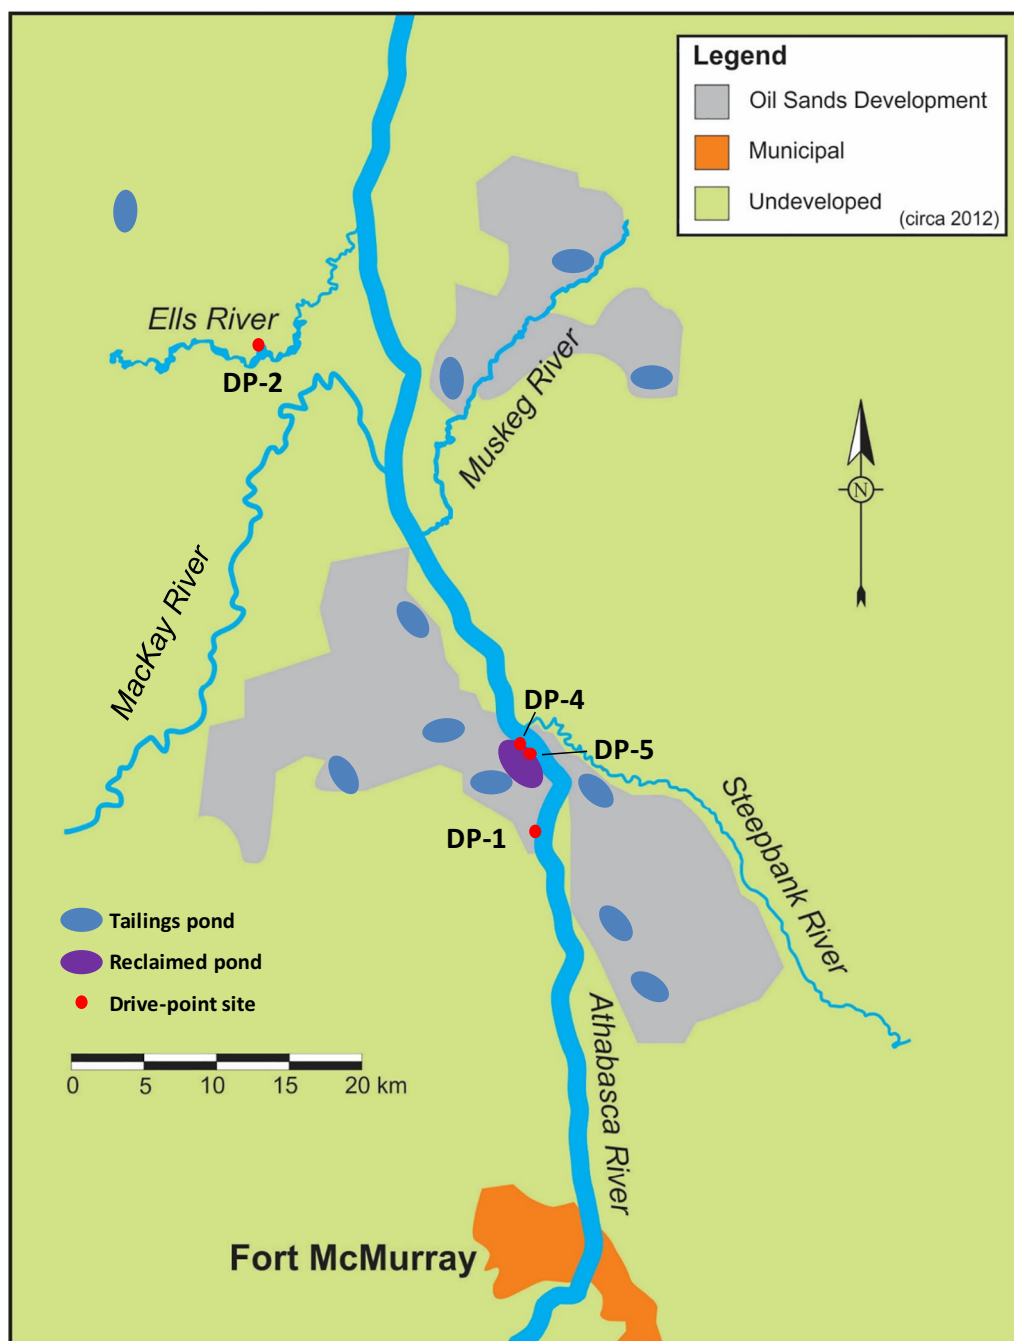 Legend
Oil Sands Development
Municipal
Undeveloped
(circa 2012)
Ells River
DP-2
Muskeg River
N
MacKay River
DP-4
DP-5
DP-1
Steepbank River
Tailings pond
Reclaimed pond
Drive-point site
0 5 10 15 20 km
Athabasca River
Fort McMurray